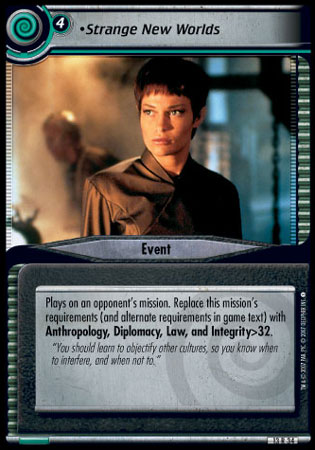 4
•Strange New Worlds
Event
Plays on an opponent's mission. Replace this mission's
requirements (and alternate requirements in game text) with
Anthropology, Diplomacy, Law, and Integrity>32.
"You should learn to objectify other cultures, so you know when
to interfere, and when not to."